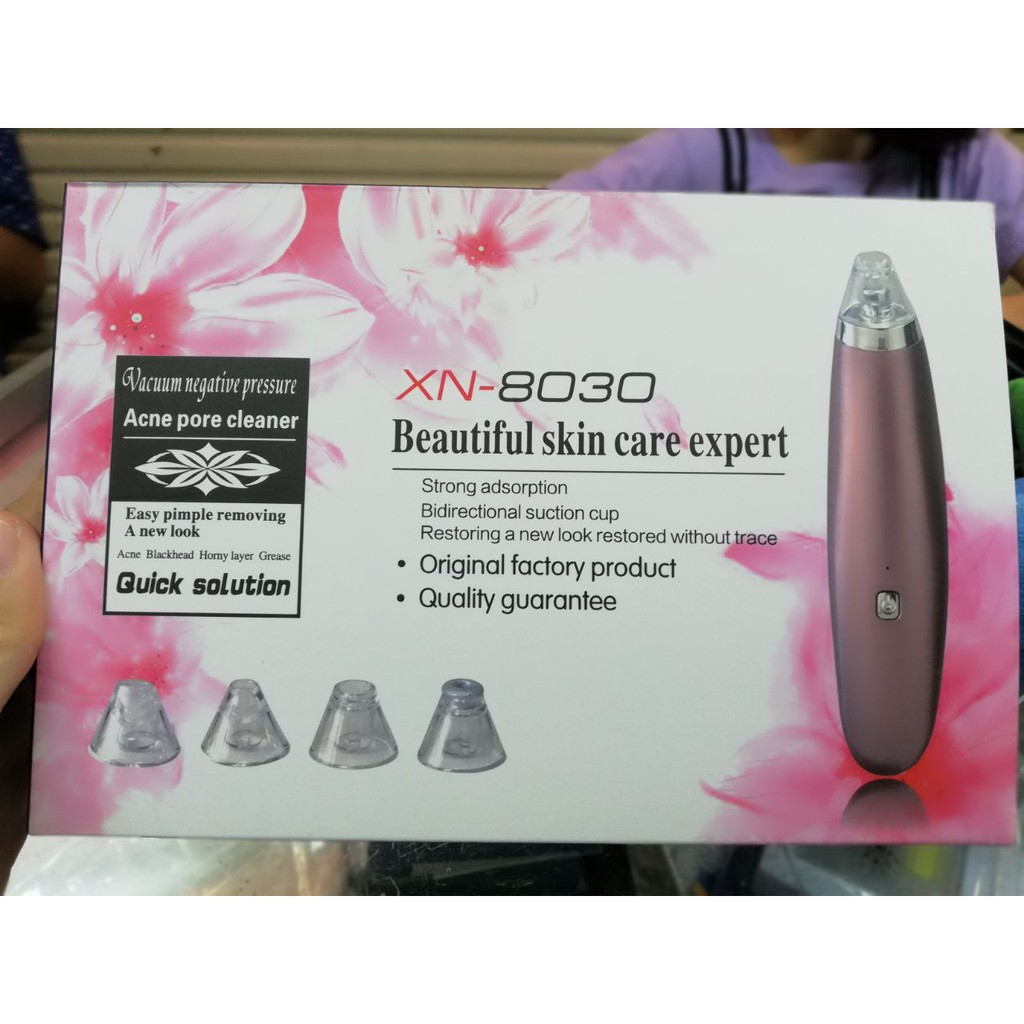 Vacuum negative pressure
Acne pore cleaner
Easy pimple removing
A new look
Acne Blackhead Horny layer Grease
Quick solution
XN-8030
Beautiful skin care expert
Strong adsorption
Bidirectional suction cup
Restoring a new look restored without trace
• Original factory product
• Quality guarantee